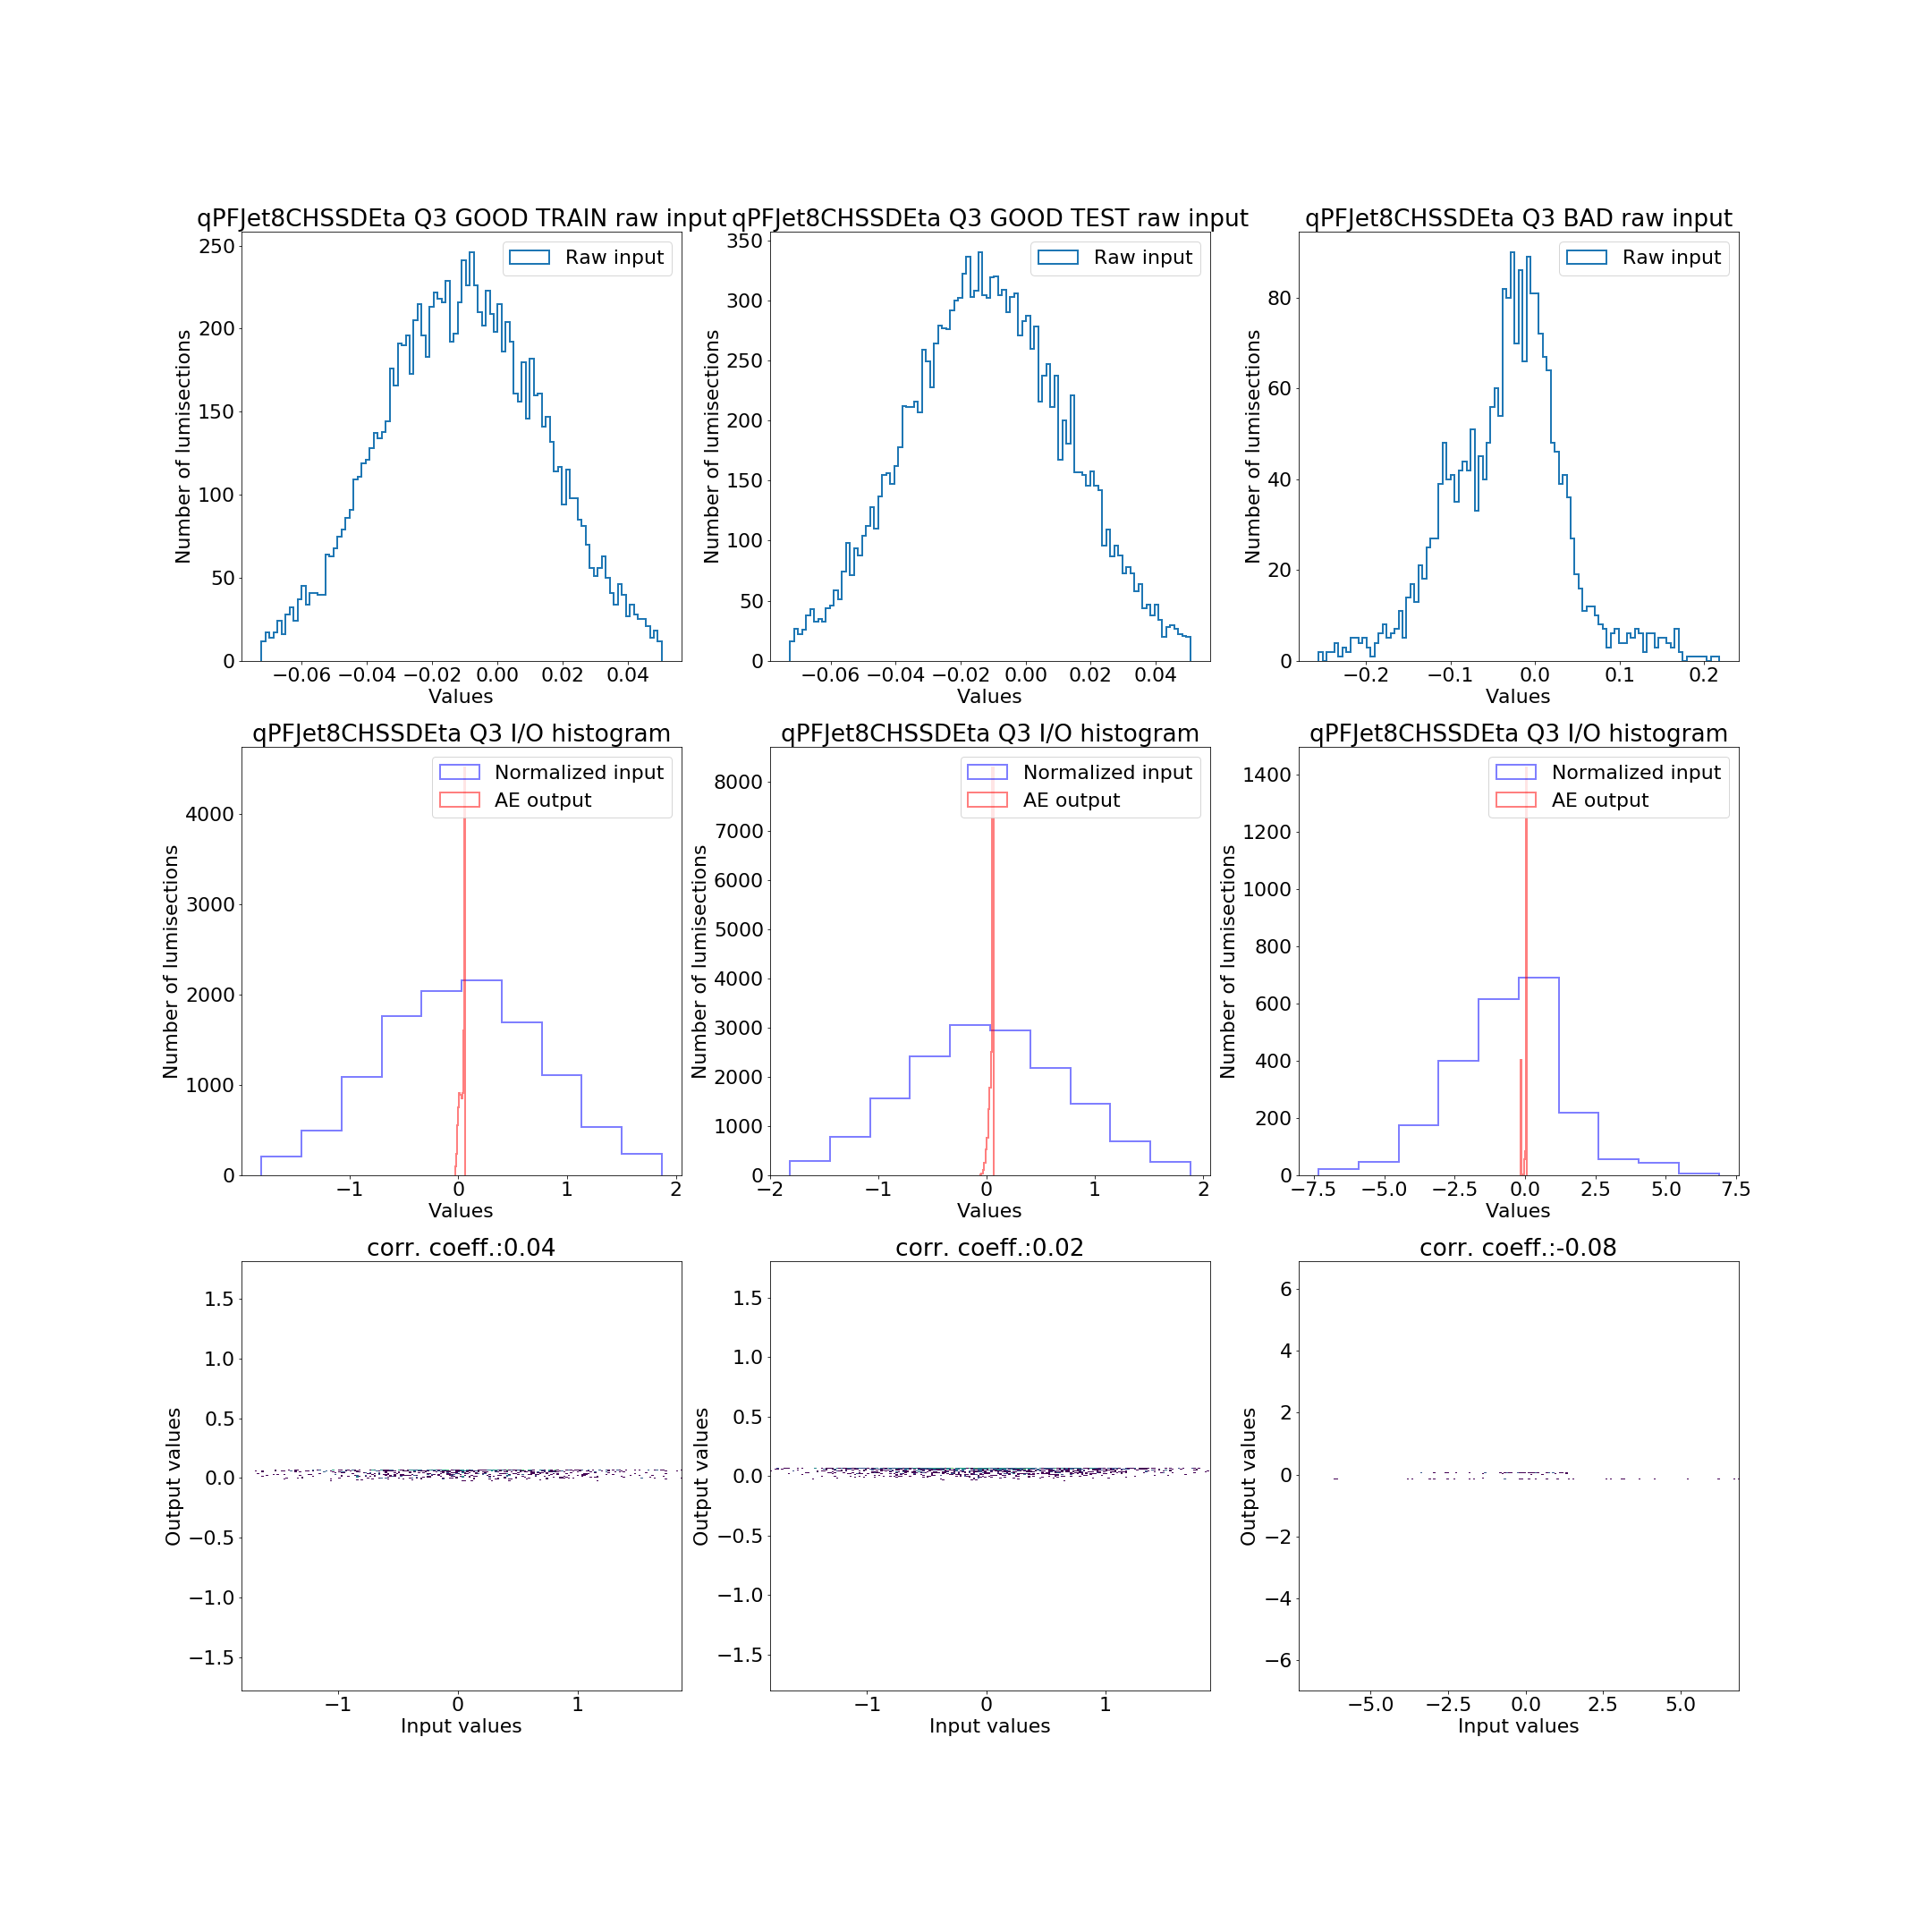 qPFJet8CHSSDEta Q3 GOOD TRAIN raw input
Raw input
Number of lumisections
250
200
150
100
50
0
−0.06 −0.04 −0.02 0.00 0.02 0.04
Values
qPFJet8CHSSDEta Q3 GOOD TEST raw input
Raw input
Number of lumisections
350
300
250
200
150
100
50
0
−0.06 −0.04 −0.02 0.00 0.02 0.04
Values
qPFJet8CHSSDEta Q3 BAD raw input
Raw input
Number of lumisections
80
60
40
20
0
−0.2 −0.1 0.0 0.1 0.2
Values
qPFJet8CHSSDEta Q3 I/O histogram
Normalized input
AE output
Number of lumisections
4000
3000
2000
1000
0
−1 0 1 2
Values
qPFJet8CHSSDEta Q3 I/O histogram
Normalized input
AE output
Number of lumisections
8000
7000
6000
5000
4000
3000
2000
1000
0
−2 −1 0 1 2
Values
qPFJet8CHSSDEta Q3 I/O histogram
Normalized input
AE output
Number of lumisections
1400
1200
1000
800
600
400
200
0
−7.5 −5.0 −2.5 0.0 2.5 5.0 7.5
Values
corr. coeff.:0.04
Output values
1.5
1.0
0.5
0.0
−0.5
−1.0
−1.5
−1 0 1
Input values
corr. coeff.:0.02
Output values
1.5
1.0
0.5
0.0
−0.5
−1.0
−1.5
−1 0 1
Input values
corr. coeff.:-0.08
Output values
6
4
2
0
−2
−4
−6
−5.0 −2.5 0.0 2.5 5.0
Input values